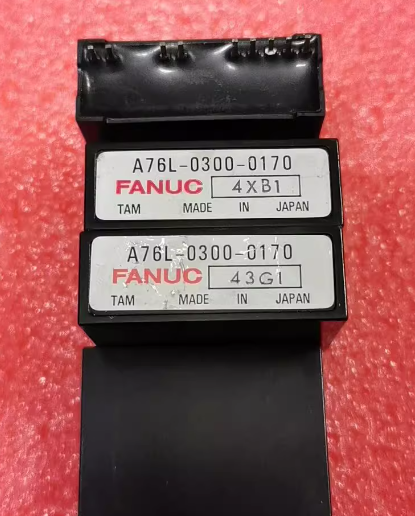 A76L-0300-0170
FANUC 4XB1
TAM MADE IN JAPAN
A76L-0300-0170
FANUC 43G1
TAM MADE IN JAPAN